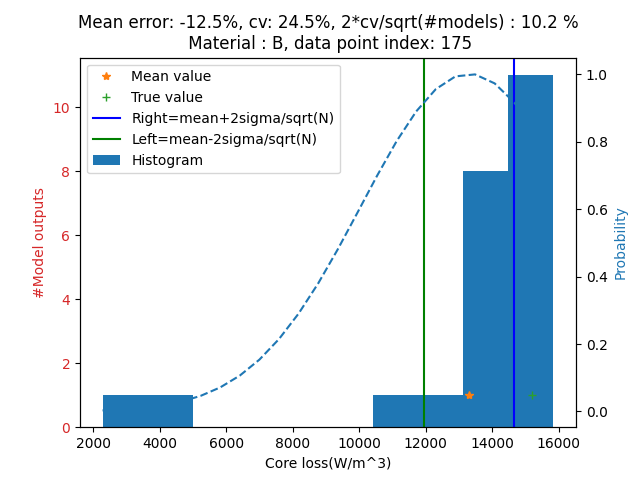 Mean error: -12.5%, cv: 24.5%, 2*cv/sqrt(#models) : 10.2 %
Material : B, data point index: 175
Mean value
True value
Right=mean+2sigma/sqrt(N)
Left=mean-2sigma/sqrt(N)
Histogram
#Model outputs
10
8
6
4
2
0
1.0
0.8
0.6
0.4
0.2
0.0
Probability
2000 4000 6000 8000 10000 12000 14000 16000
Core loss(W/m^3)